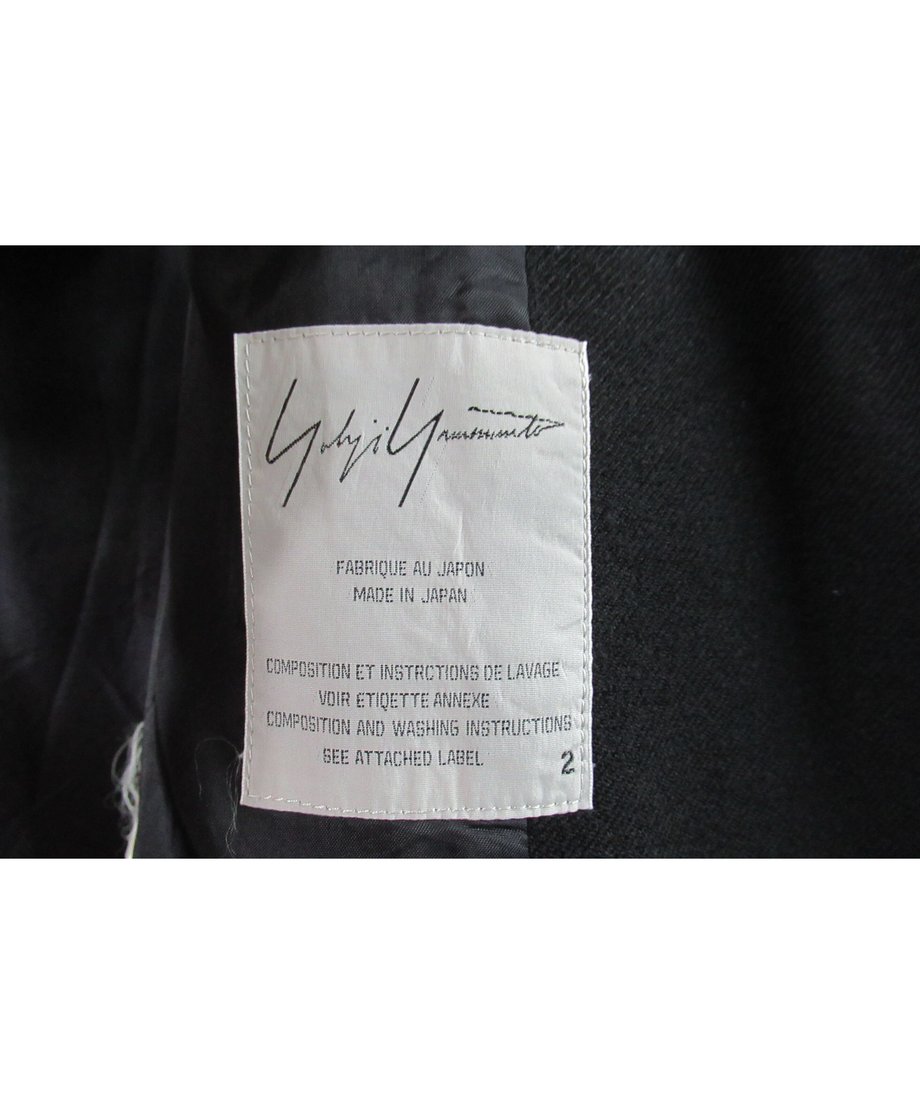 Yohji Yamamoto
FABRIQUE AU JAPON
MADE IN JAPAN
COMPOSITION ET INSTRCTIONS DE LAVAGE
VOIR ETIQETTE ANNEXE
COMPOSITION AND WASHING INSTRUCTIONS
SEE ATTACHED LABEL
2